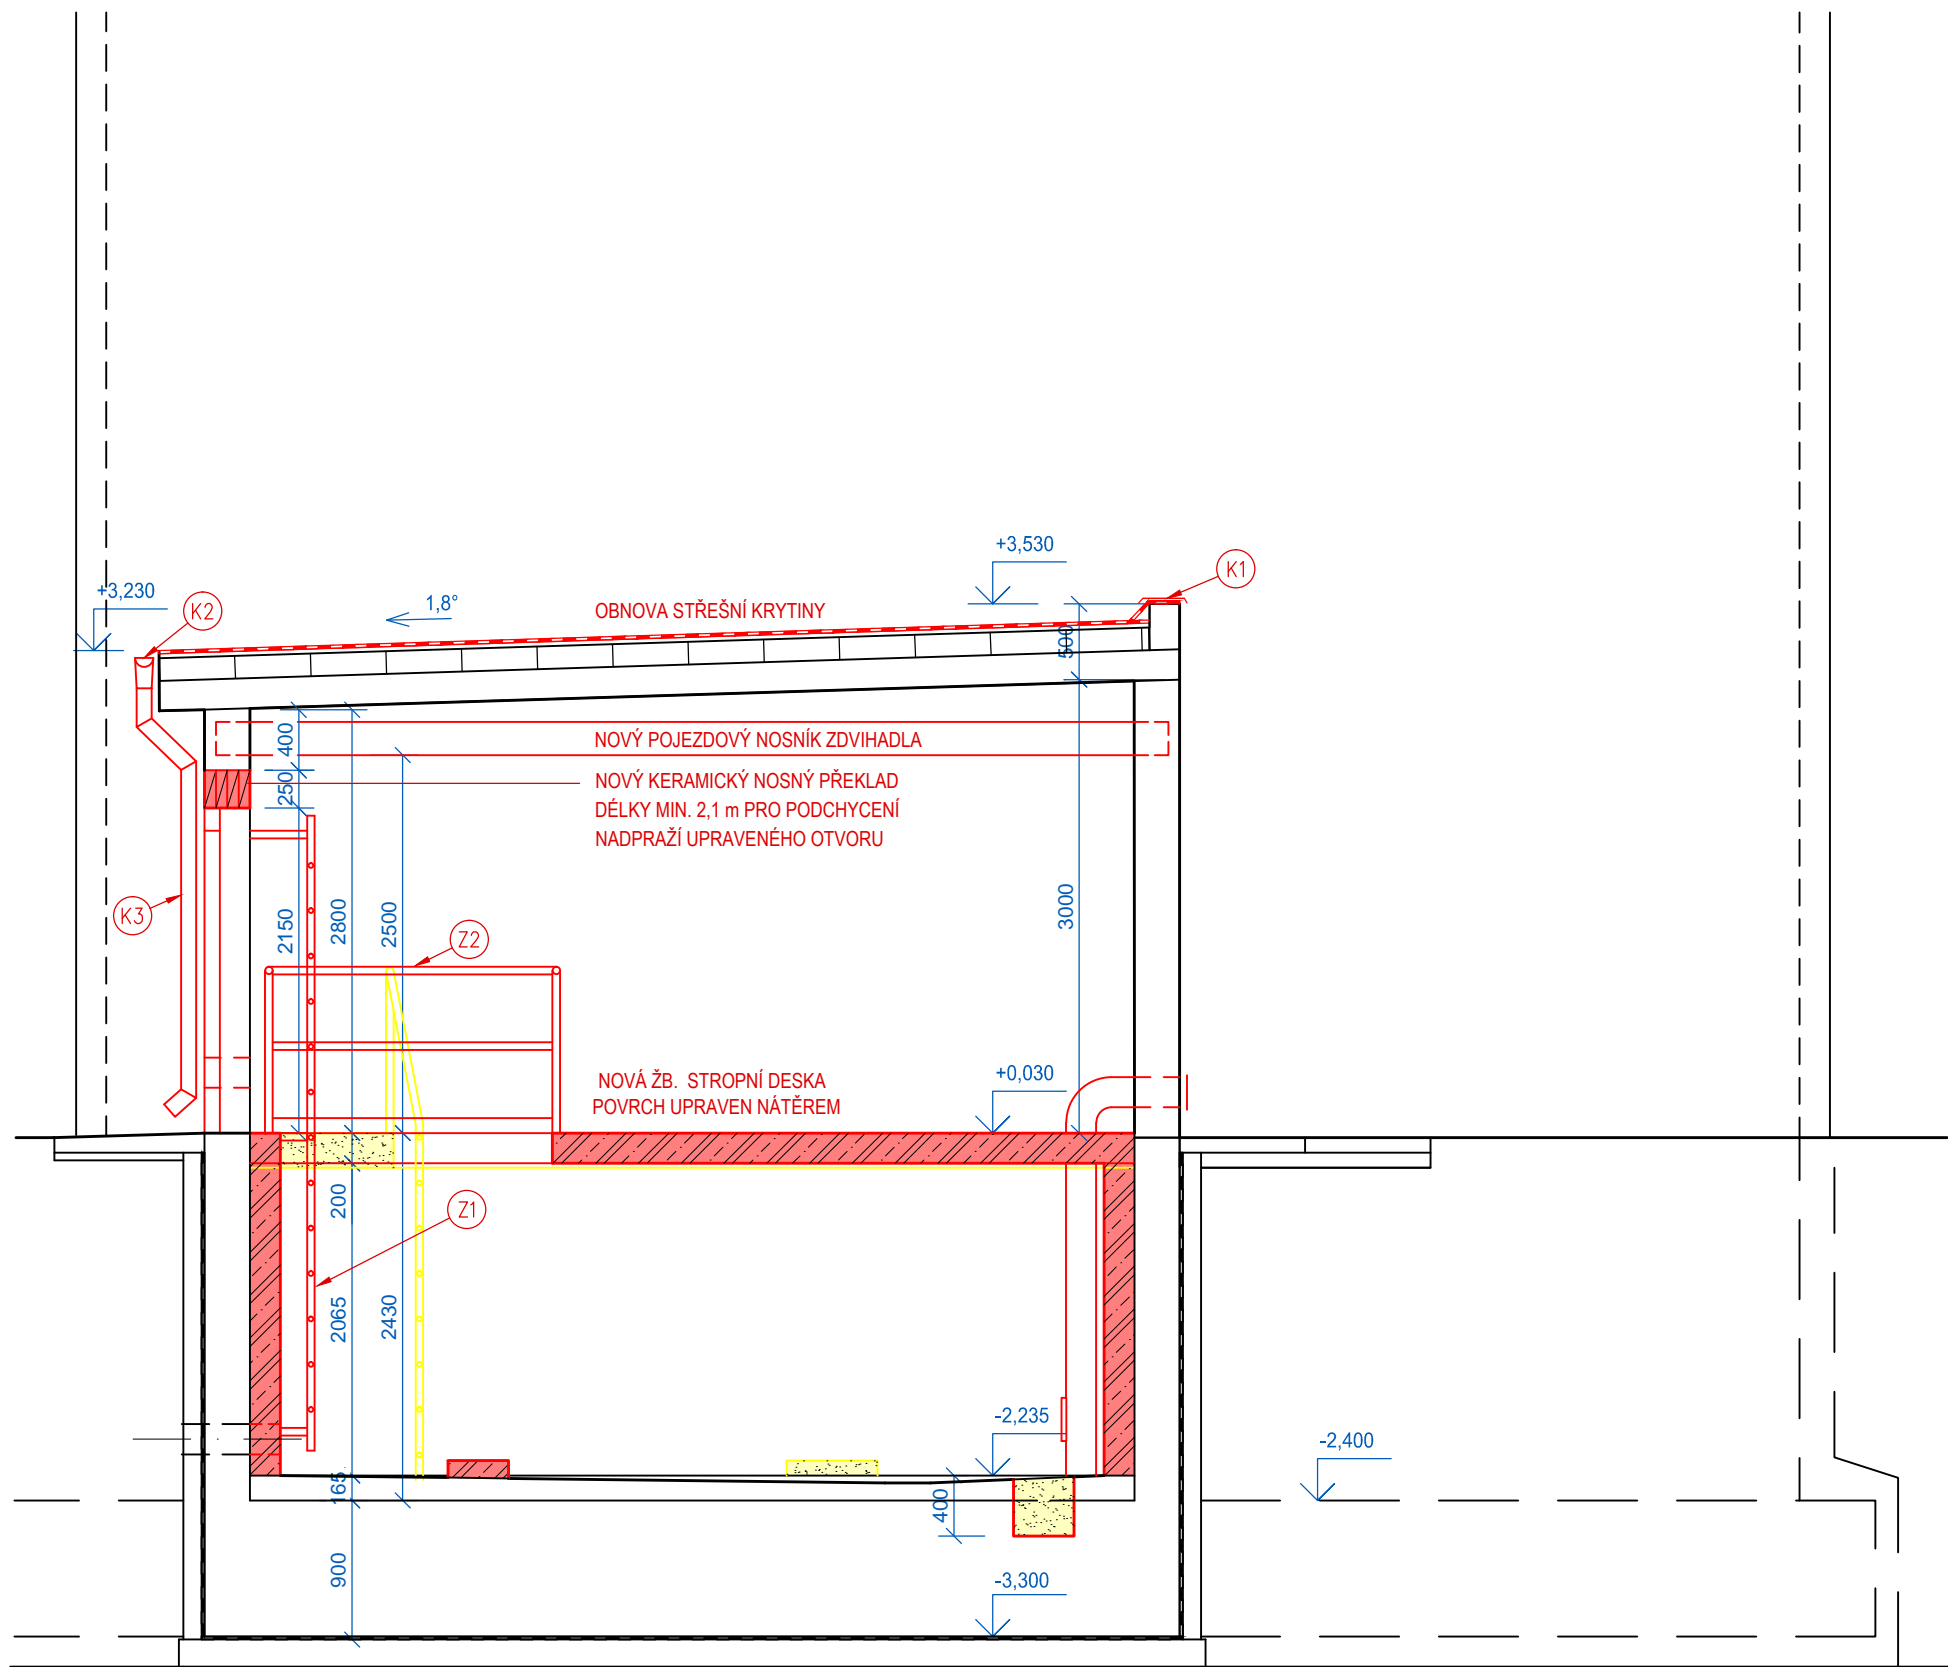 +3,530
K1
+3,230
K2
1,8°
OBNOVA STŘEŠNÍ KRYTINY
500
400
NOVÝ POJEZDOVÝ NOSNÍK ZDVIHADLA
250
NOVÝ KERAMICKÝ NOSNÝ PŘEKLAD
DÉLKY MIN. 2,1 m PRO PODCHYCENÍ
NADPRAŽÍ UPRAVENÉHO OTVORU
K3
2150
2800
2500
3000
Z2
+0,030
NOVÁ ŽB. STROPNÍ DESKA
POVRCH UPRAVEN NÁTĚREM
200
Z1
2065
2430
-2,235
-2,400
165
400
900
-3,300